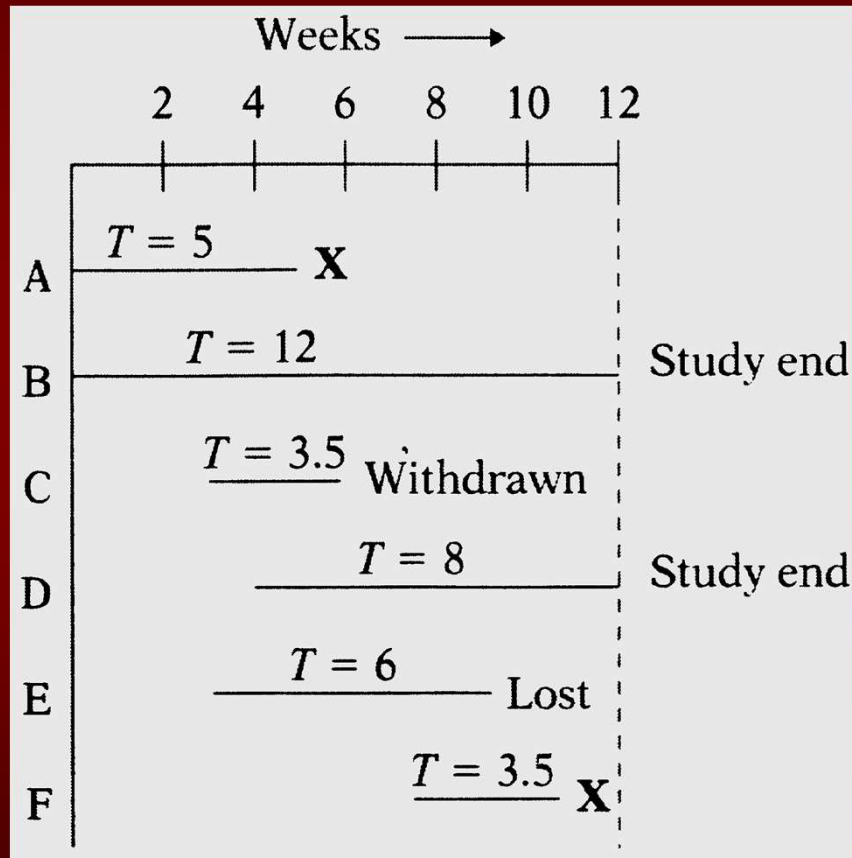 Weeks
2 4 6 8 10 12
T = 5
A X
T = 12
B Study end
T = 3.5
C Withdrawn
T = 8
D Study end
T = 6
E Lost
T = 3.5
F X